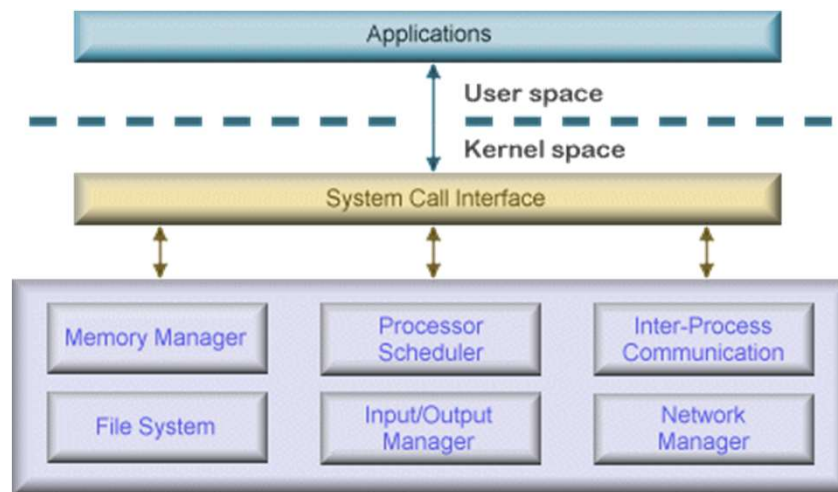 Applications
User space
Kernel space
System Call Interface
Memory Manager
Processor
Scheduler
Inter-Process
Communication
File System
Input/Output
Manager
Network
Manager